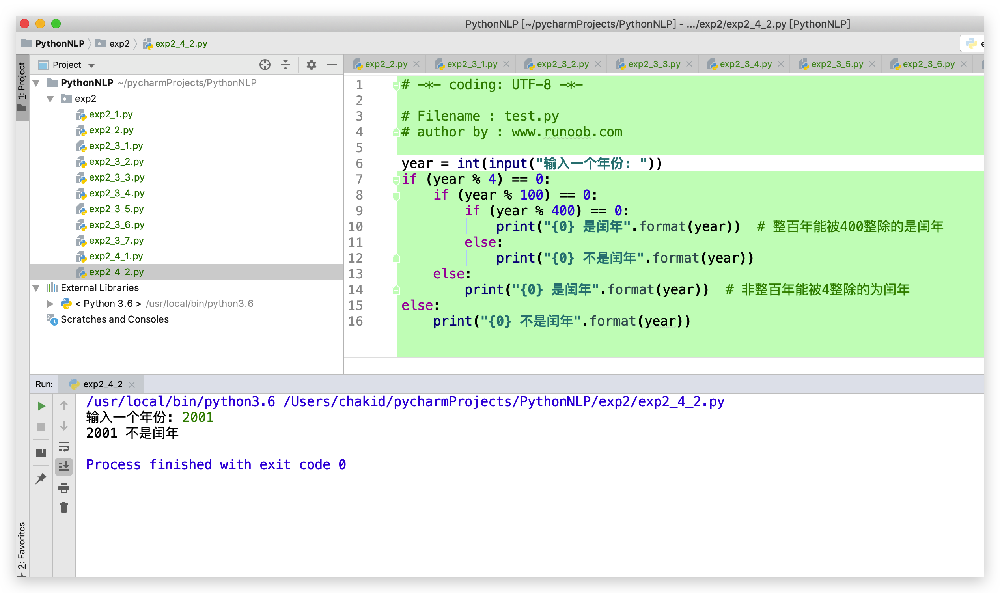 PythonNLP [~/pycharmProjects/PythonNLP] - .../exp2/exp2_4_2.py [PythonNLP]
PythonNLP exp2 exp2_4_2.py
1: Project
Project
exp2_2.py exp2_3_1.py exp2_3_2.py exp2_3_3.py exp2_3_4.py exp2_3_5.py exp2_3_6.py
PythonNLP ~/pycharmProjects/PythonNLP
exp2
exp2_1.py
exp2_2.py
exp2_3_1.py
exp2_3_2.py
exp2_3_3.py
exp2_3_4.py
exp2_3_5.py
exp2_3_6.py
exp2_3_7.py
exp2_4_1.py
exp2_4_2.py
External Libraries
< Python 3.6 > /usr/local/bin/python3.6
Scratches and Consoles
1 # -*- coding: UTF-8 -*-
2
3 # Filename : test.py
4 # author by : www.runoob.com
5
6 year = int(input("输入一个年份: "))
7 if (year % 4) == 0:
8     if (year % 100) == 0:
9         if (year % 400) == 0:
10             print("{0} 是闰年".format(year))  # 整百年能被400整除的是闰年
11         else:
12             print("{0} 不是闰年".format(year))
13     else:
14         print("{0} 是闰年".format(year))  # 非整百年能被4整除的为闰年
15 else:
16     print("{0} 不是闰年".format(year))
Run: exp2_4_2
/usr/local/bin/python3.6 /Users/chakid/pycharmProjects/PythonNLP/exp2/exp2_4_2.py
输入一个年份: 2001
2001 不是闰年
Process finished with exit code 0
2: Favorites